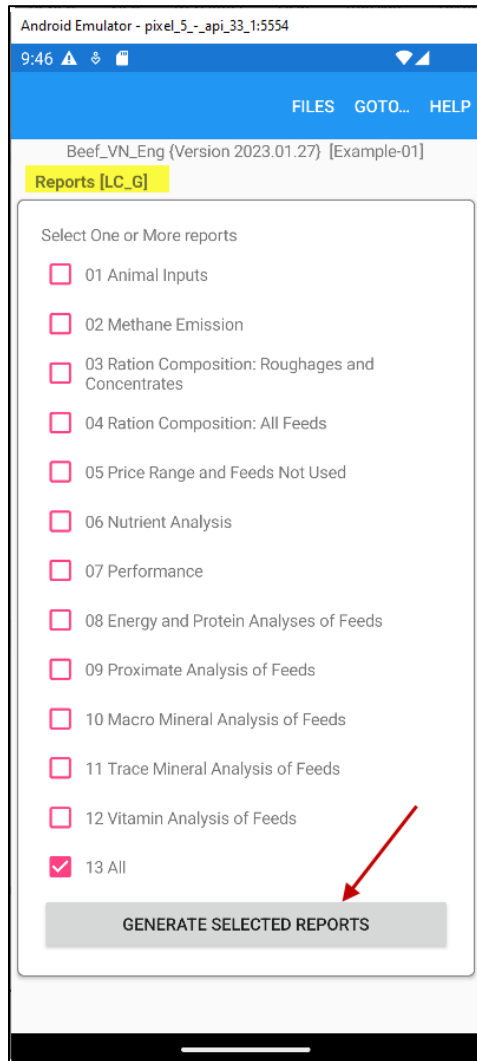 Android Emulator - pixel_5_-_api_33_1:5554
9:46
FILES GOTO... HELP
Beef_VN_Eng {Version 2023.01.27} [Example-01]
Reports [LC_G]
Select One or More reports
01 Animal Inputs
02 Methane Emission
03 Ration Composition: Roughages and
Concentrates
04 Ration Composition: All Feeds
05 Price Range and Feeds Not Used
06 Nutrient Analysis
07 Performance
08 Energy and Protein Analyses of Feeds
09 Proximate Analysis of Feeds
10 Macro Mineral Analysis of Feeds
11 Trace Mineral Analysis of Feeds
12 Vitamin Analysis of Feeds
13 All
GENERATE SELECTED REPORTS